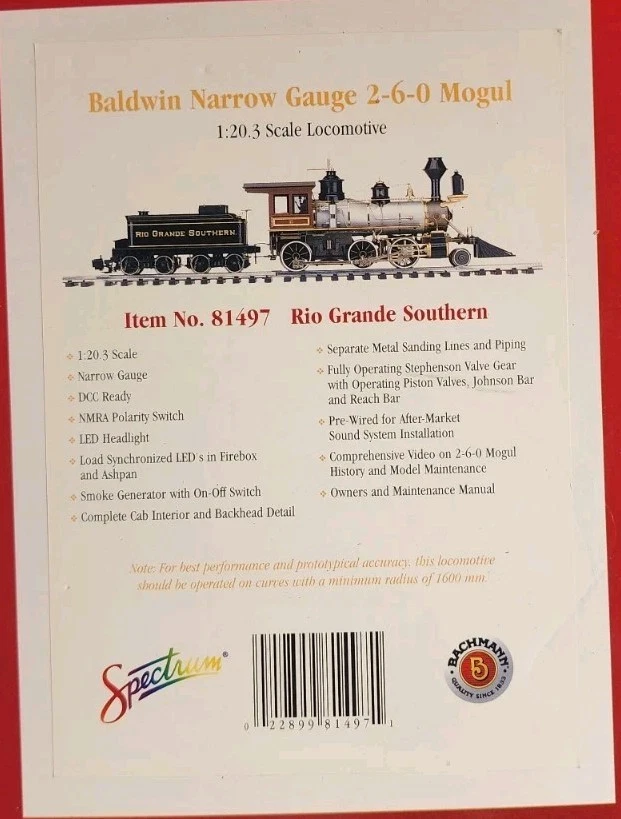 Baldwin Narrow Gauge 2-6-0 Mogul
1:20.3 Scale Locomotive
RIO GRANDE SOUTHERN
Item No. 81497 Rio Grande Southern
1:20.3 Scale
Narrow Gauge
DCC Ready
NMRA Polarity Switch
LED Headlight
Load Synchronized LED's in Firebox
and Ashpan
Smoke Generator with On-Off Switch
Complete Cab Interior and Backhead Detail
Separate Metal Sanding Lines and Piping
Fully Operating Stephenson Valve Gear
with Operating Piston Valves, Johnson Bar
and Reach Bar
Pre-Wired for After-Market
Sound System Installation
Comprehensive Video on 2-6-0 Mogul
History and Model Maintenance
Owners and Maintenance Manual
Note: For best performance and prototypical accuracy, this locomotive
should be operated on curves with a minimum radius of 1600 mm.
Spectrum®
0 22899 81497 1
BACHMANN
B
QUALITY SINCE 1833